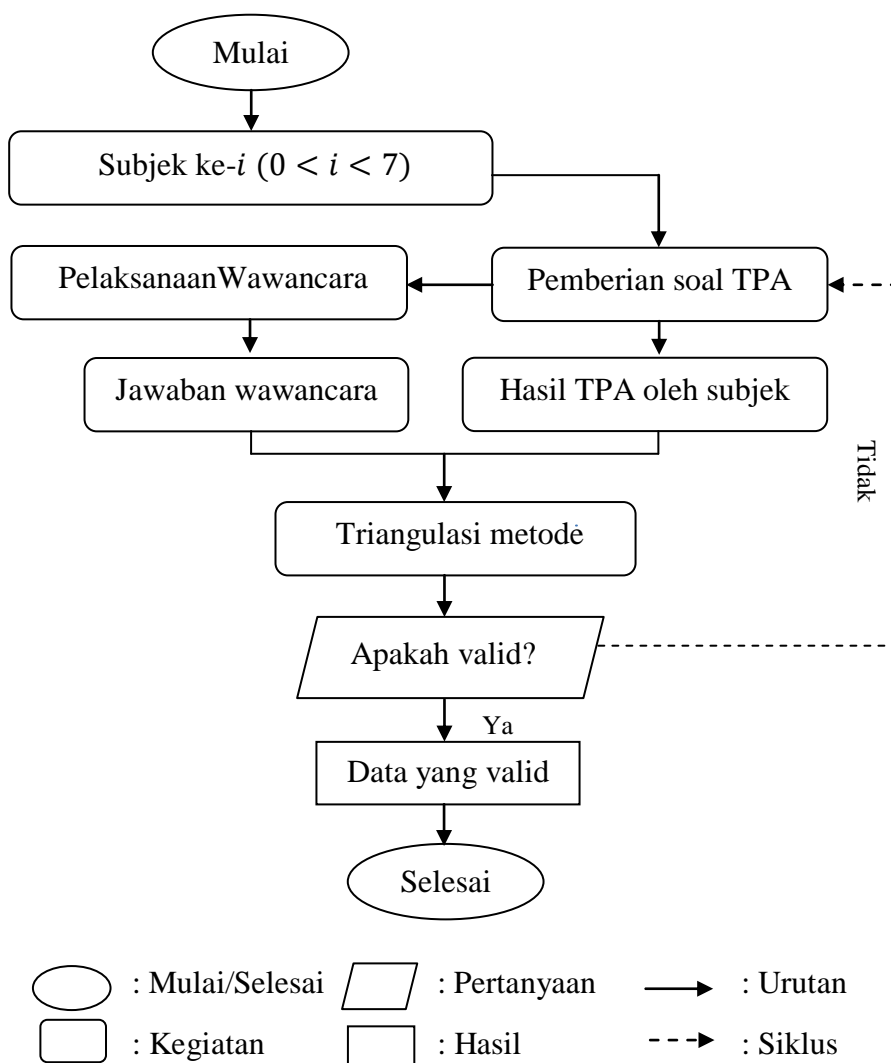 Mulai
Subjek ke-𝑖 (0 < 𝑖 < 7)
PelaksanaanWawancara
Pemberian soal TPA
Jawaban wawancara
Hasil TPA oleh subjek
Tidak
Triangulasi metode
Apakah valid?
Ya
Data yang valid
Selesai
: Mulai/Selesai
: Pertanyaan
: Urutan
: Kegiatan
: Hasil
: Siklus